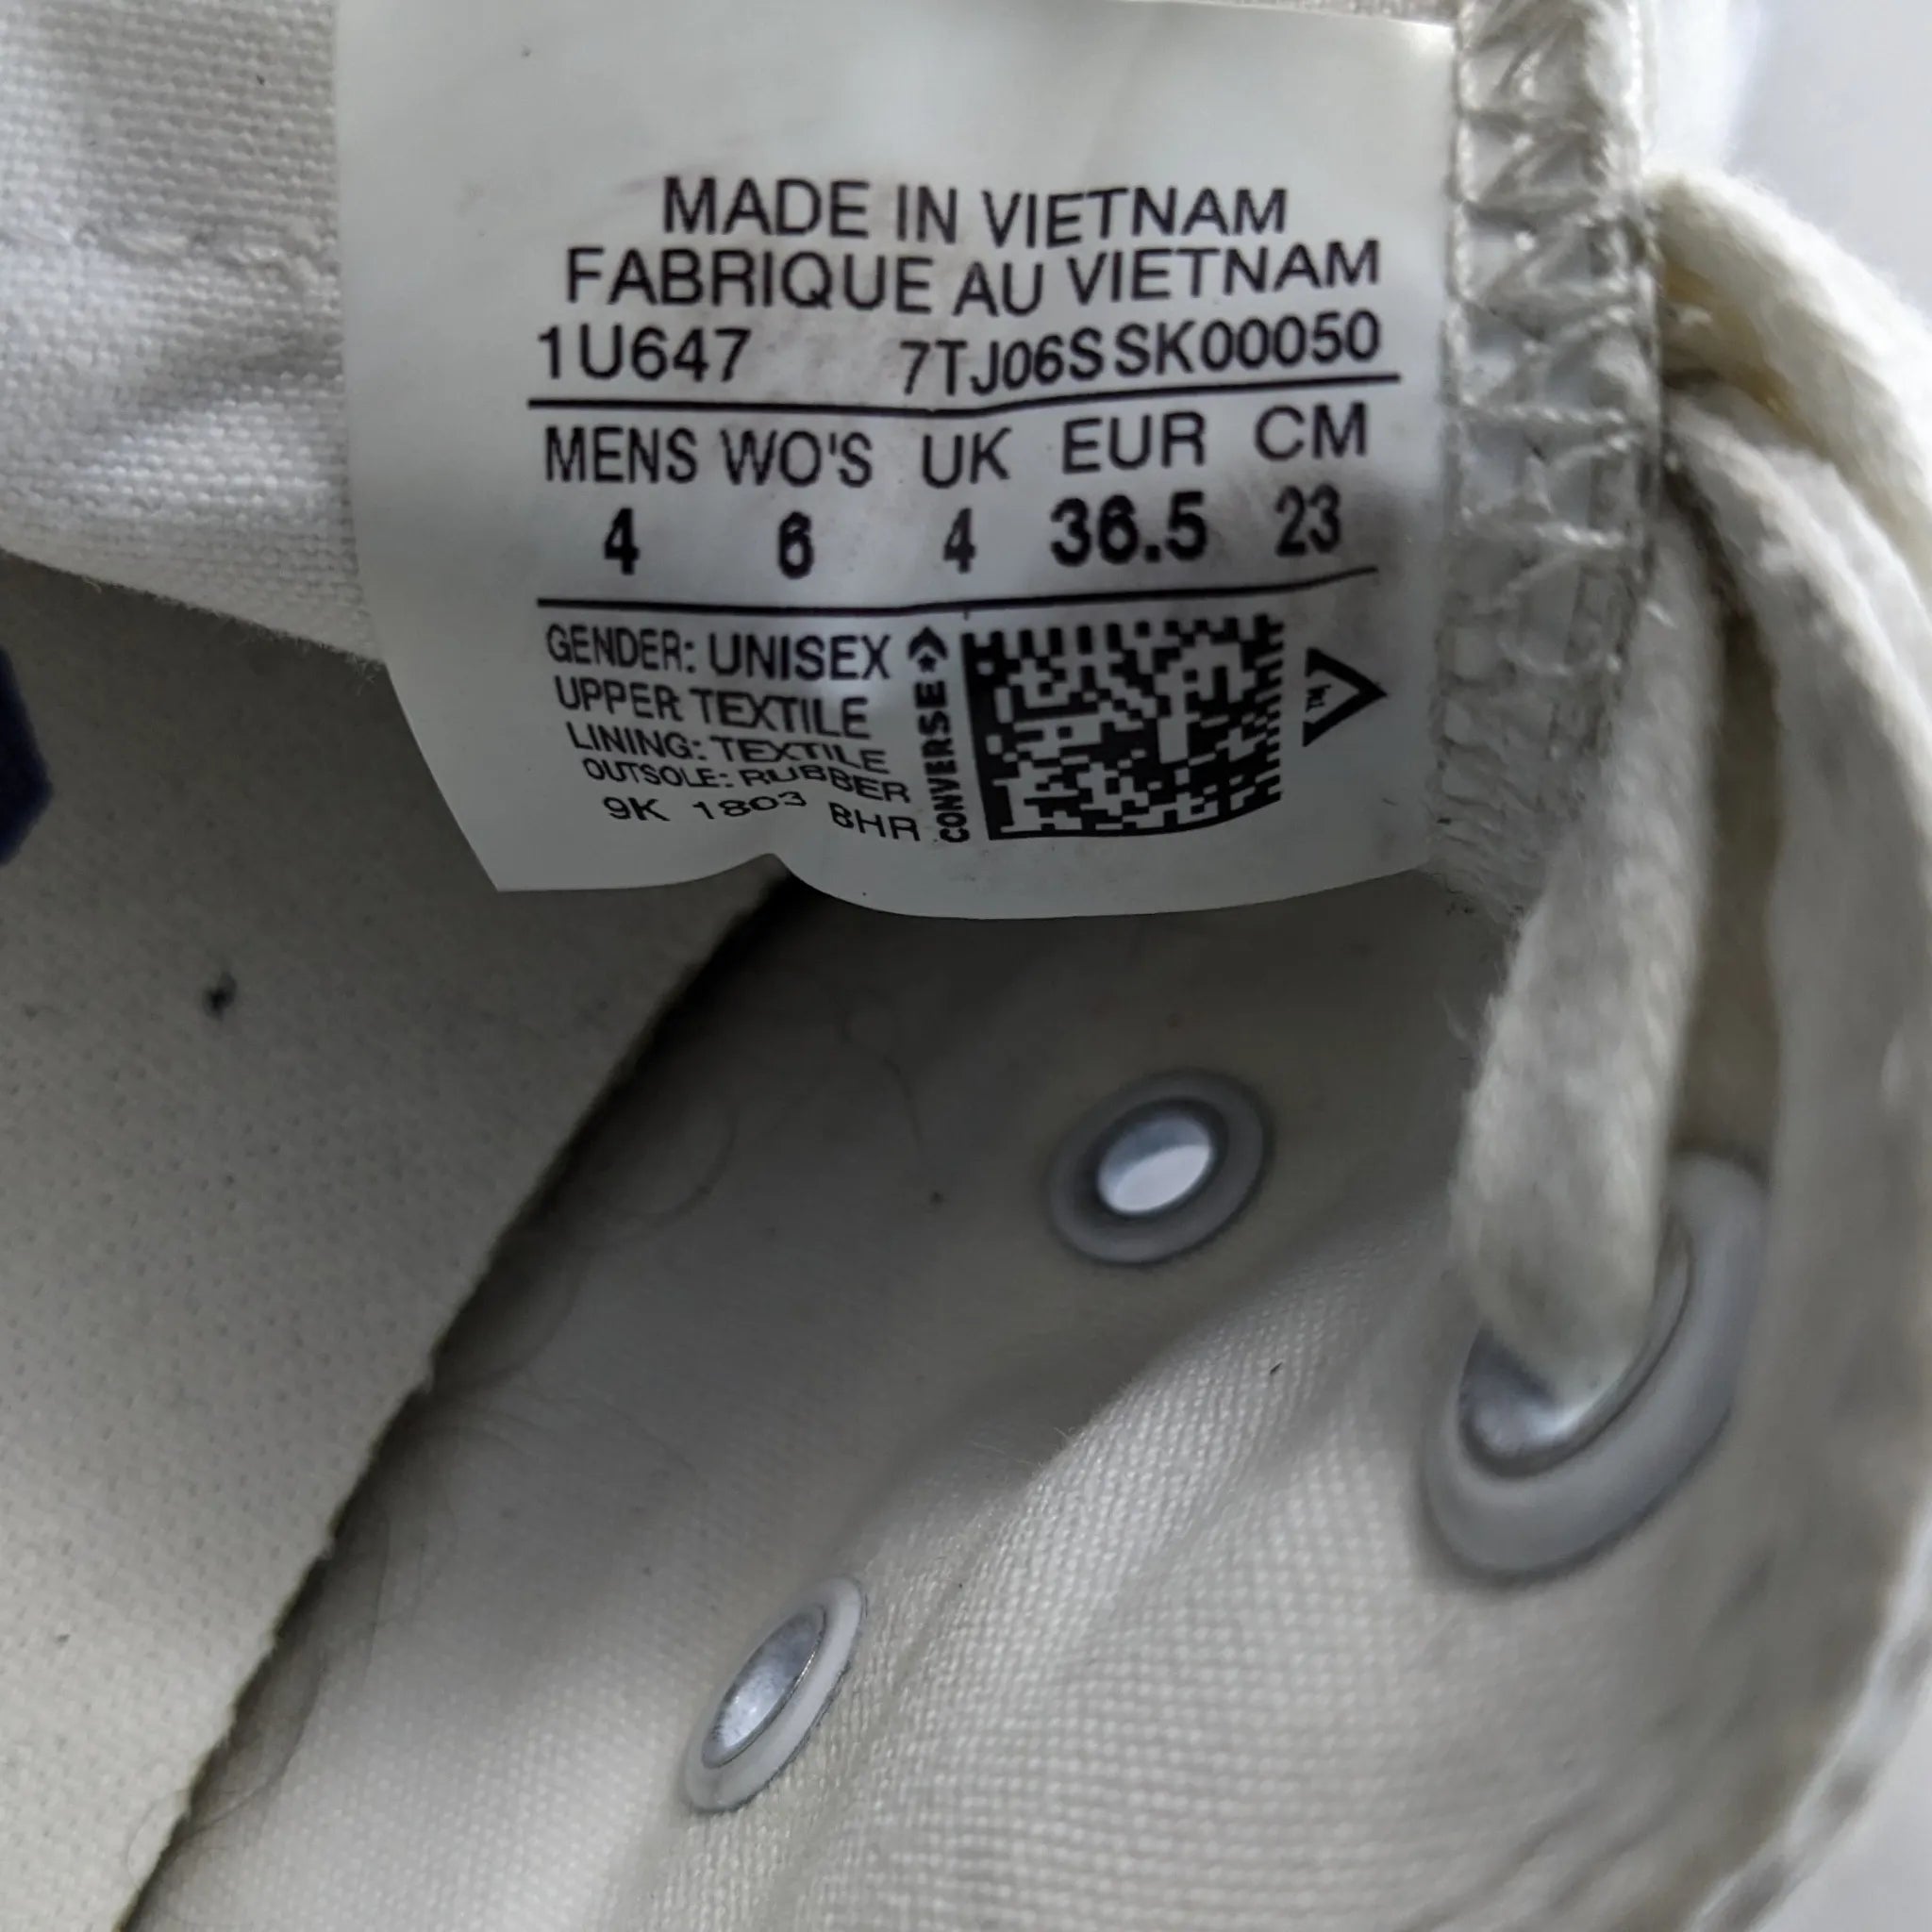 MADE IN VIETNAM
FABRIQUE AU VIETNAM
1U647 7TJ06SSK00050
MENS WO'S UK EUR CM
4 6 4 36.5 23
GENDER: UNISEX
UPPER: TEXTILE
LINING: TEXTILE
OUTSOLE: RUBBER
9K 1803 BHR
CONVERSE